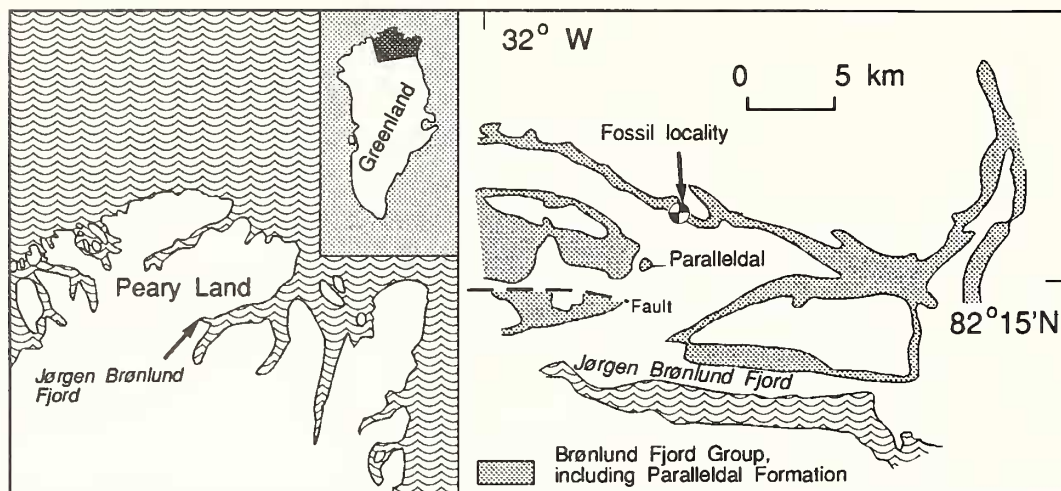 Greenland
Peary Land
Jørgen Brønlund
Fjord
32° W
0 5 km
Fossil locality
Paralleldal
Fault
82°15'N
Jørgen Brønlund Fjord
Brønlund Fjord Group,
including Paralleldal Formation